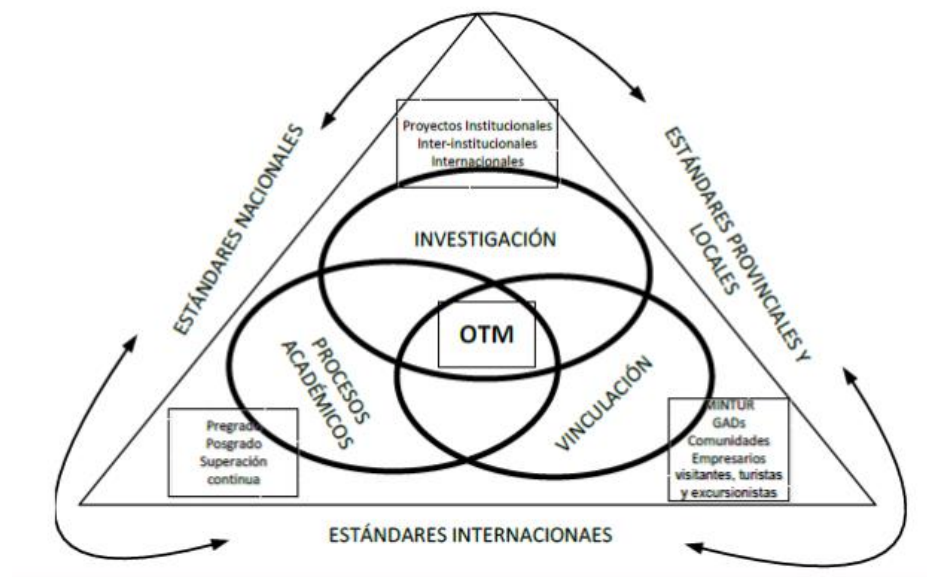 Proyectos Institucionales
Inter-institucionales
Internacionales
ESTÁNDARES NACIONALES
ESTÁNDARES PROVINCIALES Y
LOCALES
INVESTIGACIÓN
OTM
PROCESOS
ACADÉMICOS
VINCULACIÓN
Pregrado
Posgrado
Superación
continua
MINTUR
GADs
Comunidades
Empresarios
visitantes, turistas
y excursionistas
ESTÁNDARES INTERNACIONAES